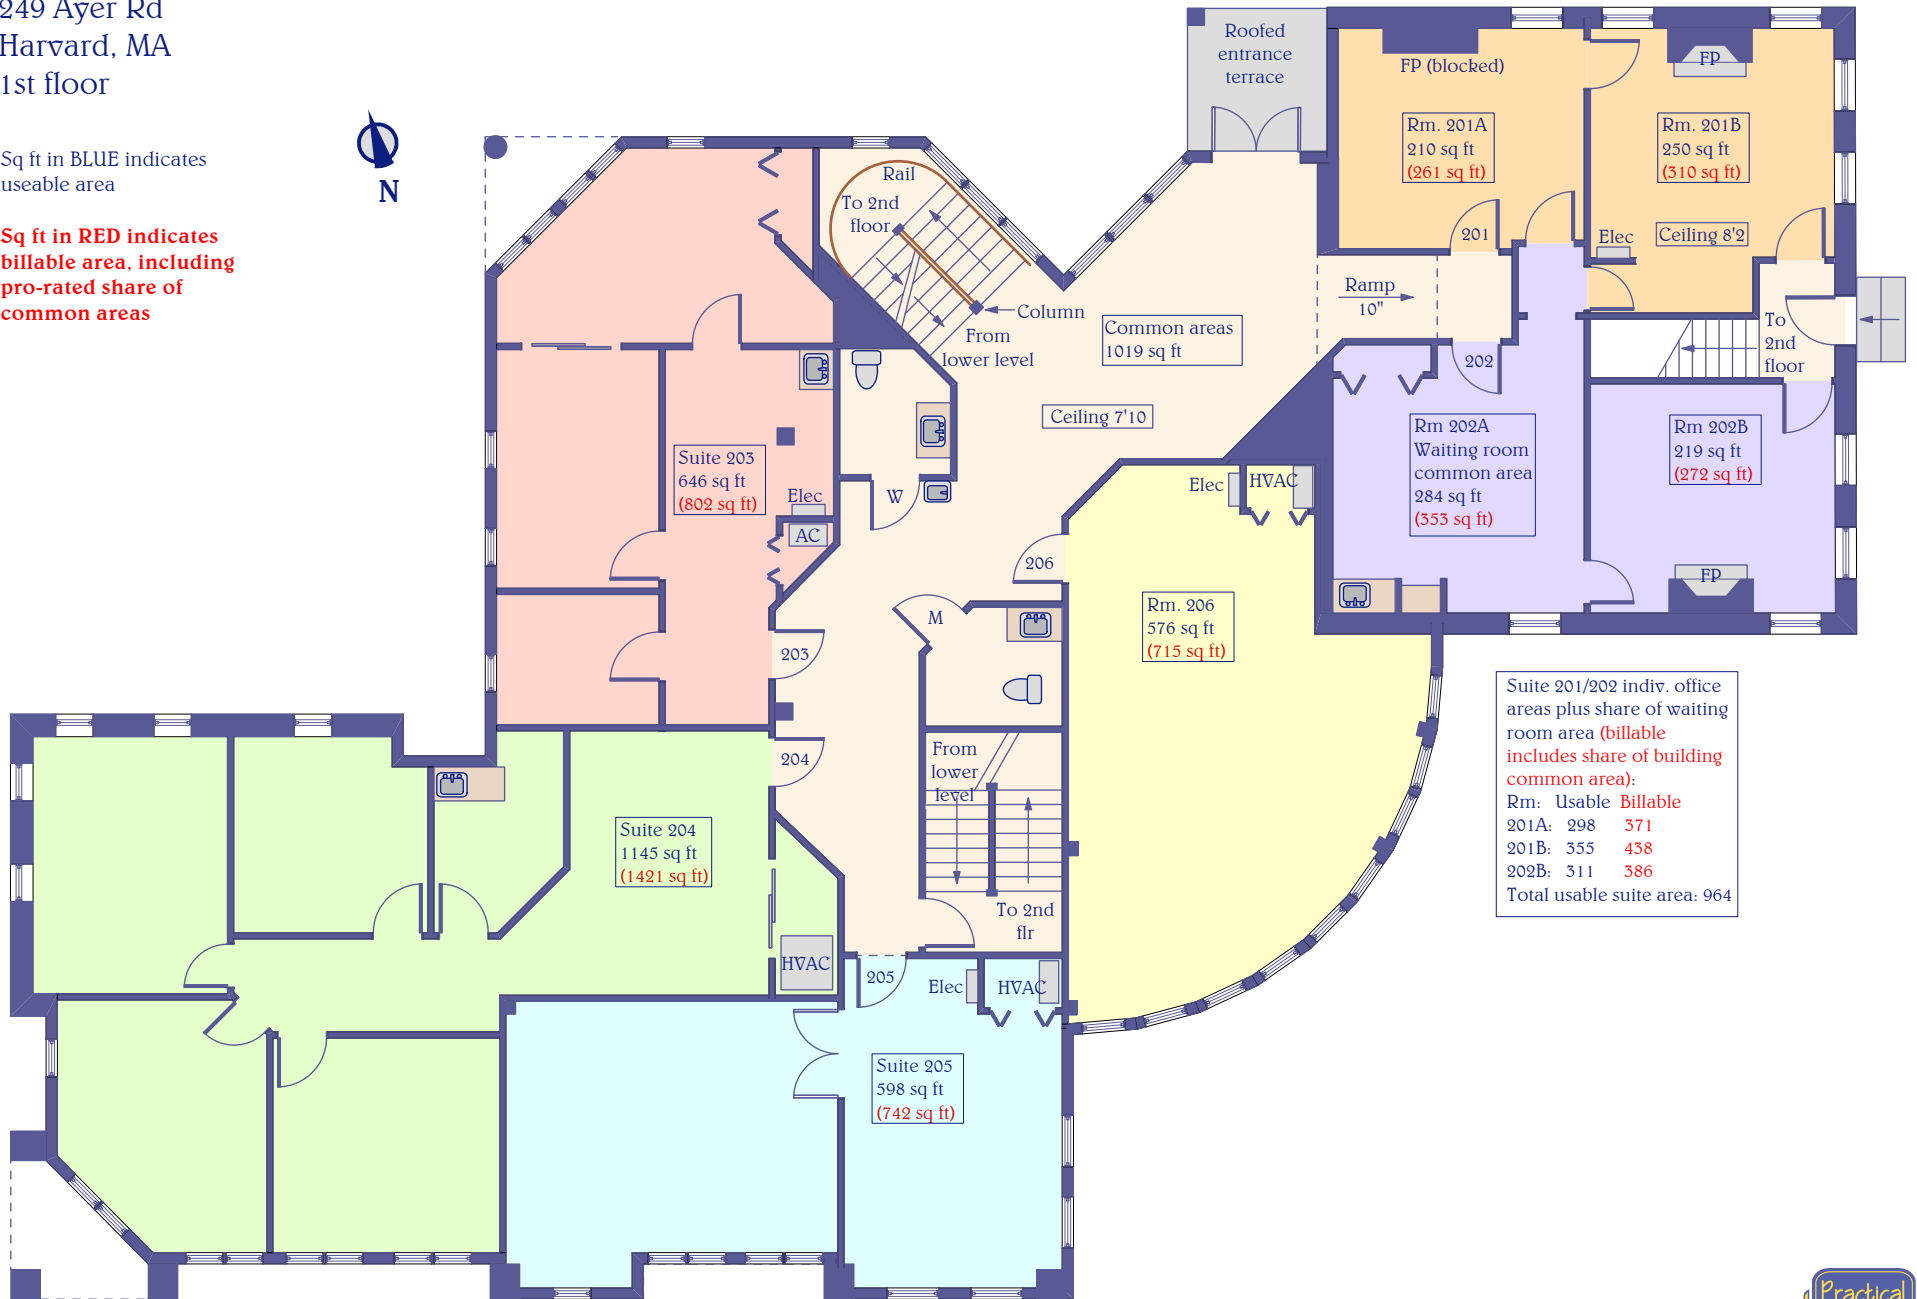 249 Ayer Rd
Harvard, MA
1st floor
Sq ft in BLUE indicates
useable area
Sq ft in RED indicates
billable area, including
pro-rated share of
common areas
N
Roofed
entrance
terrace
FP (blocked)
FP
Rm. 201A
210 sq ft
(261 sq ft)
Rm. 201B
250 sq ft
(310 sq ft)
Ceiling 8'2
Elec
201
Rail
To 2nd
floor
Column
From
lower level
Common areas
1019 sq ft
Ramp
10"
To
2nd
floor
202
Ceiling 7'10
Rm 202A
Waiting room
common area
284 sq ft
(353 sq ft)
Rm 202B
219 sq ft
(272 sq ft)
FP
Suite 203
646 sq ft
(802 sq ft)
Elec
AC
W
Elec
HVAC
206
M
203
204
Rm. 206
576 sq ft
(715 sq ft)
Suite 201/202 indiv. office
areas plus share of waiting
room area (billable
includes share of building
common area):
Rm: Usable Billable
201A: 298 371
201B: 355 438
202B: 311 386
Total usable suite area: 964
From
lower
level
To 2nd
flr
Suite 204
1145 sq ft
(1421 sq ft)
HVAC
205
Elec
HVAC
Suite 205
598 sq ft
(742 sq ft)
Practical